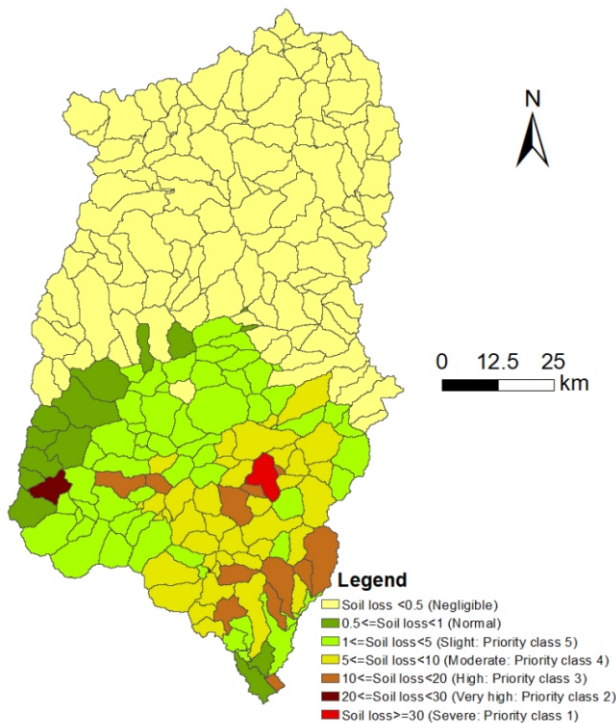 N
0 12.5 25
km
Legend
Soil loss <0.5 (Negligible)
0.5<=Soil loss<1 (Normal)
1<=Soil loss<5 (Slight: Priority class 5)
5<=Soil loss<10 (Moderate: Priority class 4)
10<=Soil loss<20 (High: Priority class 3)
20<=Soil loss<30 (Very high: Priority class 2)
Soil loss>=30 (Severe: Priority class 1)